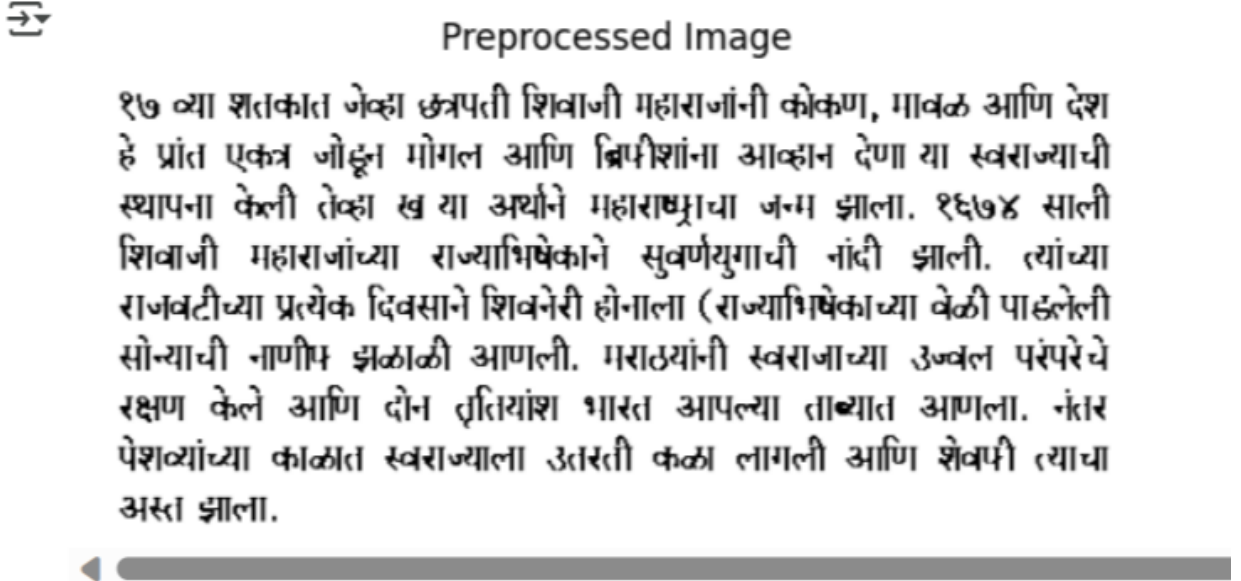 Preprocessed Image
१७ व्या शतकात जेव्हा छत्रपती शिवाजी महाराजांनी कोकण, मावळ आणि देश
हे प्रांत एकत्र जोडून मोगल आणि ब्रिपीशांना आव्हान देणा या स्वराज्याची
स्थापना केली तेव्हा ख या अर्थाने महाराष्ट्राचा जन्म झाला. १६७४ साली
शिवाजी महाराजांच्या राज्याभिषेकाने सुवर्णयुगाची नांदी झाली. त्यांच्या
राजवटीच्या प्रत्येक दिवसाने शिवनेरी होनाला (राज्याभिषेकाच्या वेळी पाडलेली
सोन्याची नाणीफ झळाळी आणली. मराठयांनी स्वराजाच्या उज्वल परंपरेचे
रक्षण केले आणि दोन तृतियांश भारत आपल्या ताब्यात आणला. नंतर
पेशव्यांच्या काळात स्वराज्याला उतरती कळा लागली आणि शेवपी त्याचा
अस्त झाला.